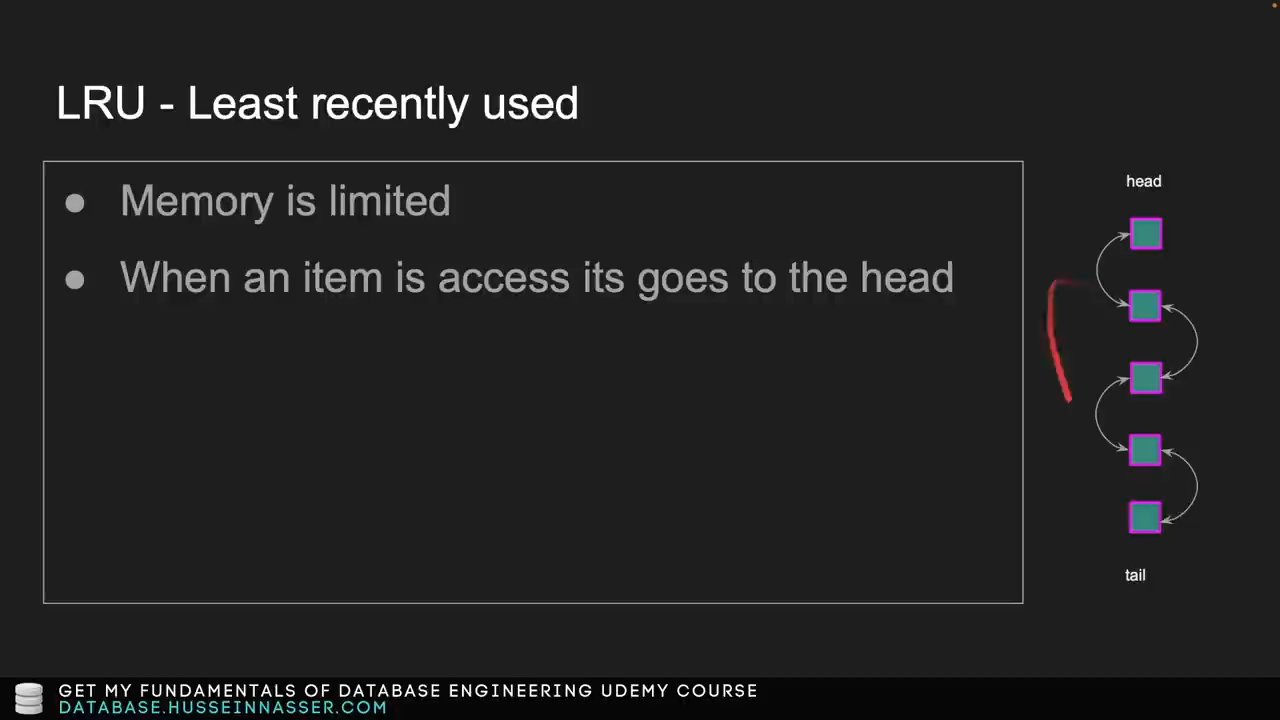 LRU - Least recently used
● Memory is limited
● When an item is access its goes to the head
head
tail
GET MY FUNDAMENTALS OF DATABASE ENGINEERING UDEMY COURSE
DATABASE.HUSSEINNASSER.COM